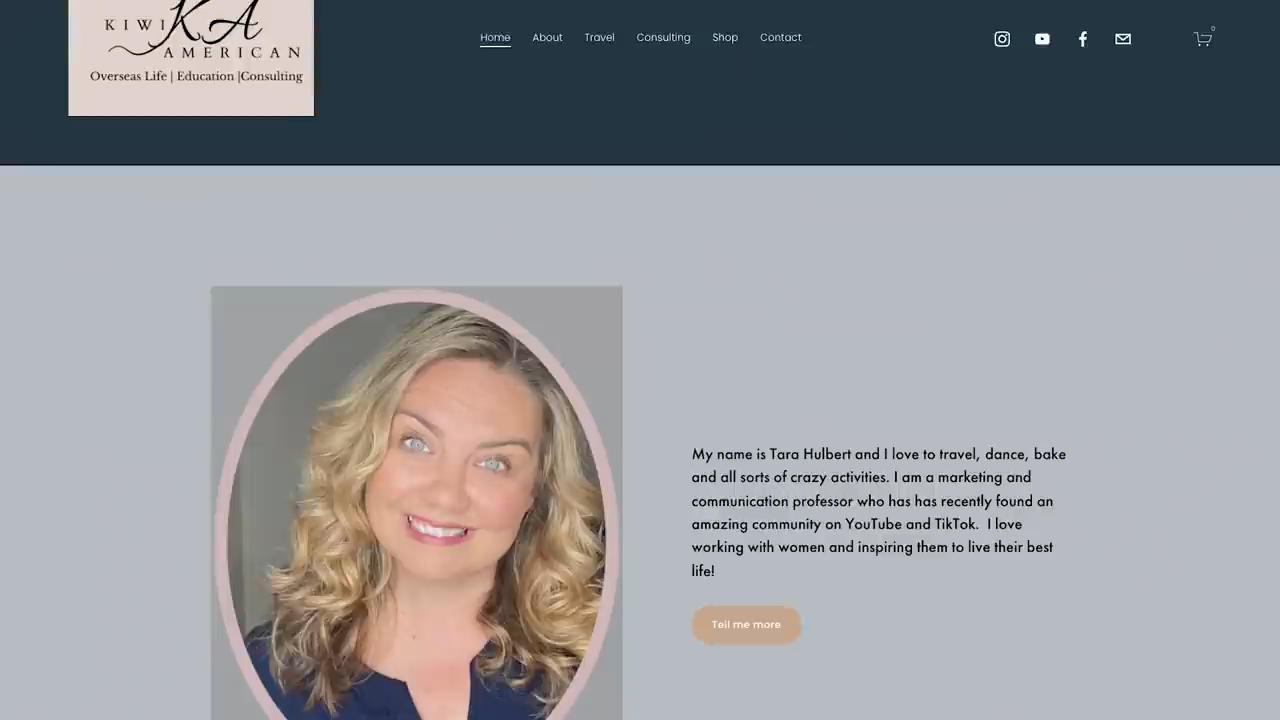 KIWI KA
AMERICAN
Overseas Life | Education |Consulting
Home About Travel Consulting Shop Contact
0
My name is Tara Hulbert and I love to travel, dance, bake
and all sorts of crazy activities. I am a marketing and
communication professor who has has recently found an
amazing community on YouTube and TikTok.  I love
working with women and inspiring them to live their best
life!
Tell me more